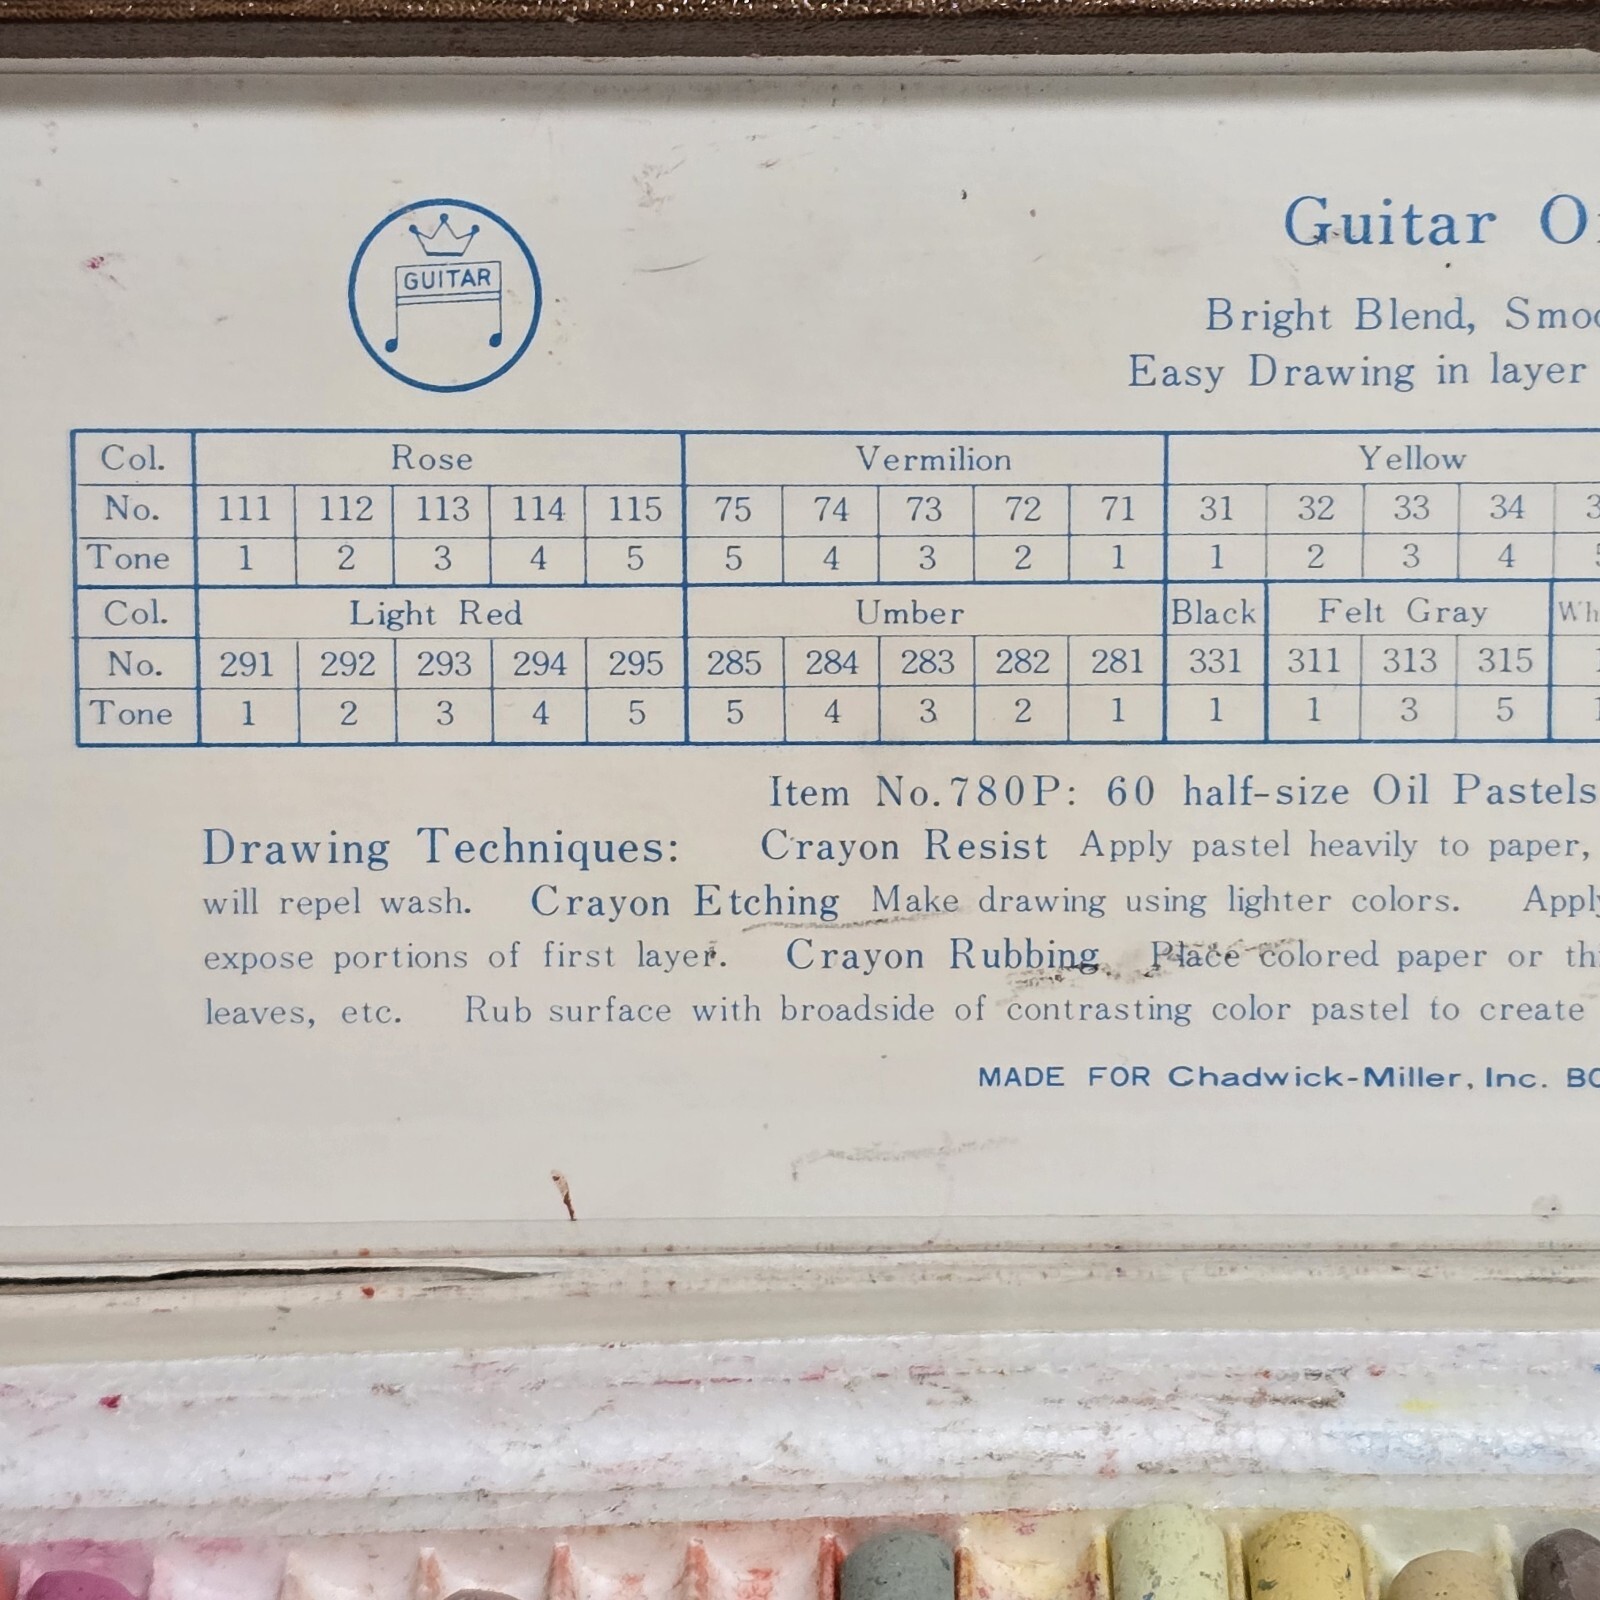 GUITAR
Guitar
Bright Blend,
Easy Drawing in layer
Col. Rose Vermilion Yellow
No. 111 112 113 114 115 75 74 73 72 71 31 32 33 34
Tone 1 2 3 4 5 5 4 3 2 1 1 2 3 4
Col. Light Red Umber Black Felt Gray
No. 291 292 293 294 295 285 284 283 282 281 331 311 313 315
Tone 1 2 3 4 5 5 4 3 2 1 1 1 3 5
Item No.780P: 60 half-size Oil Pastels
Drawing Techniques: Crayon Resist Apply pastel heavily to paper,
will repel wash. Crayon Etching Make drawing using lighter colors. Apply
expose portions of first layer. Crayon Rubbing Place colored paper or
leaves, etc. Rub surface with broadside of contrasting color pastel to create
MADE FOR Chadwick-Miller, Inc.